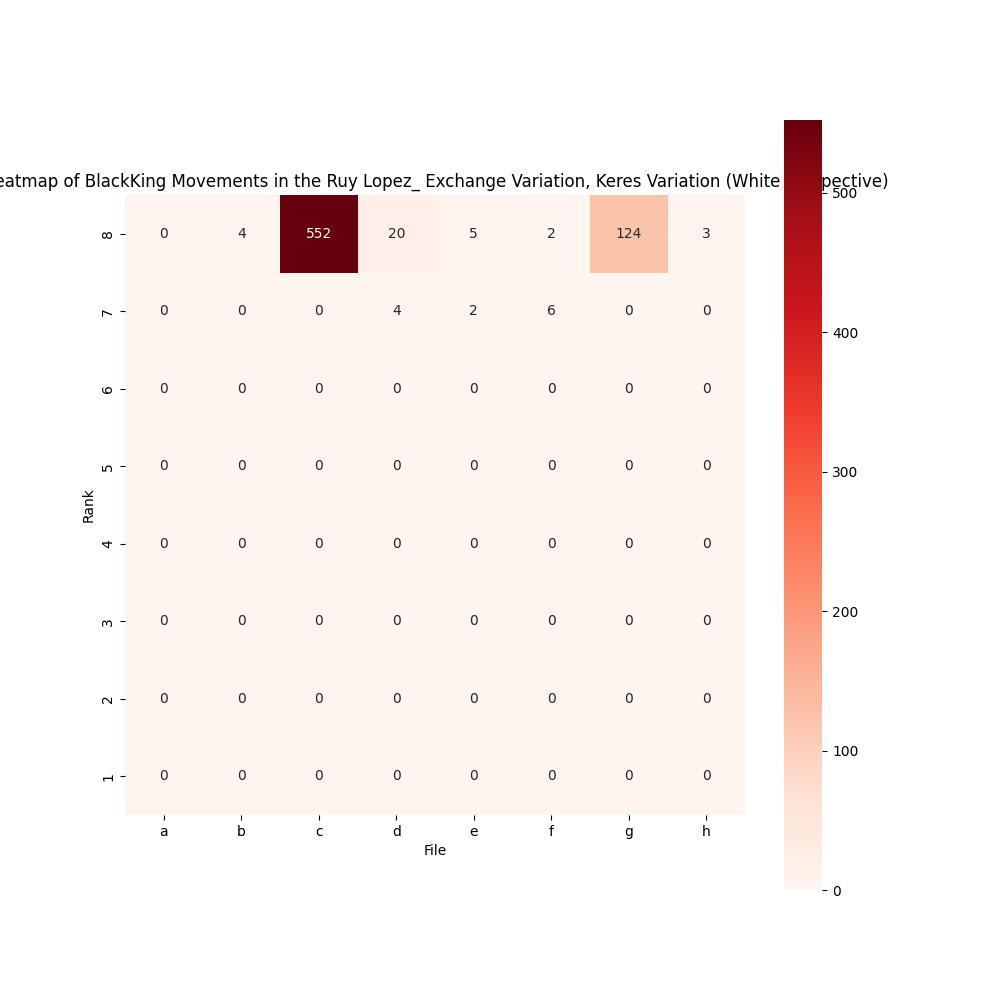 eatmap of BlackKing Movements in the Ruy Lopez_ Exchange Variation, Keres Variation (White pective)
8 0 4 552 20 5 2 124 3
7 0 0 0 4 2 6 0 0
6 0 0 0 0 0 0 0 0
5 0 0 0 0 0 0 0 0
4 0 0 0 0 0 0 0 0
3 0 0 0 0 0 0 0 0
2 0 0 0 0 0 0 0 0
1 0 0 0 0 0 0 0 0
a b c d e f g h
File
Rank
500
400
300
200
100
0